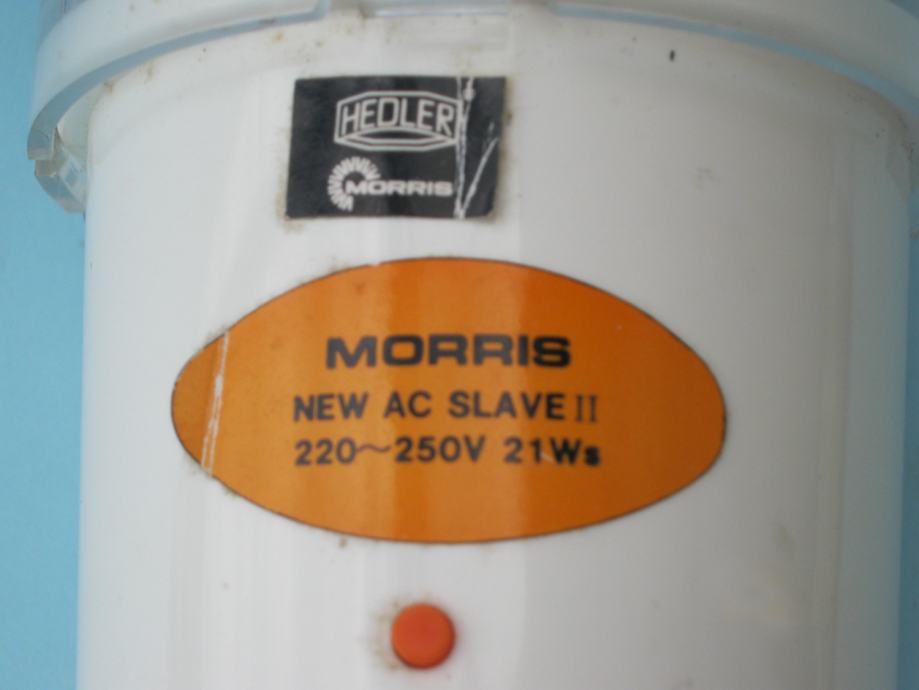 HEDLER
MORRIS
MORRIS
NEW AC SLAVE II
220~250V 21Ws